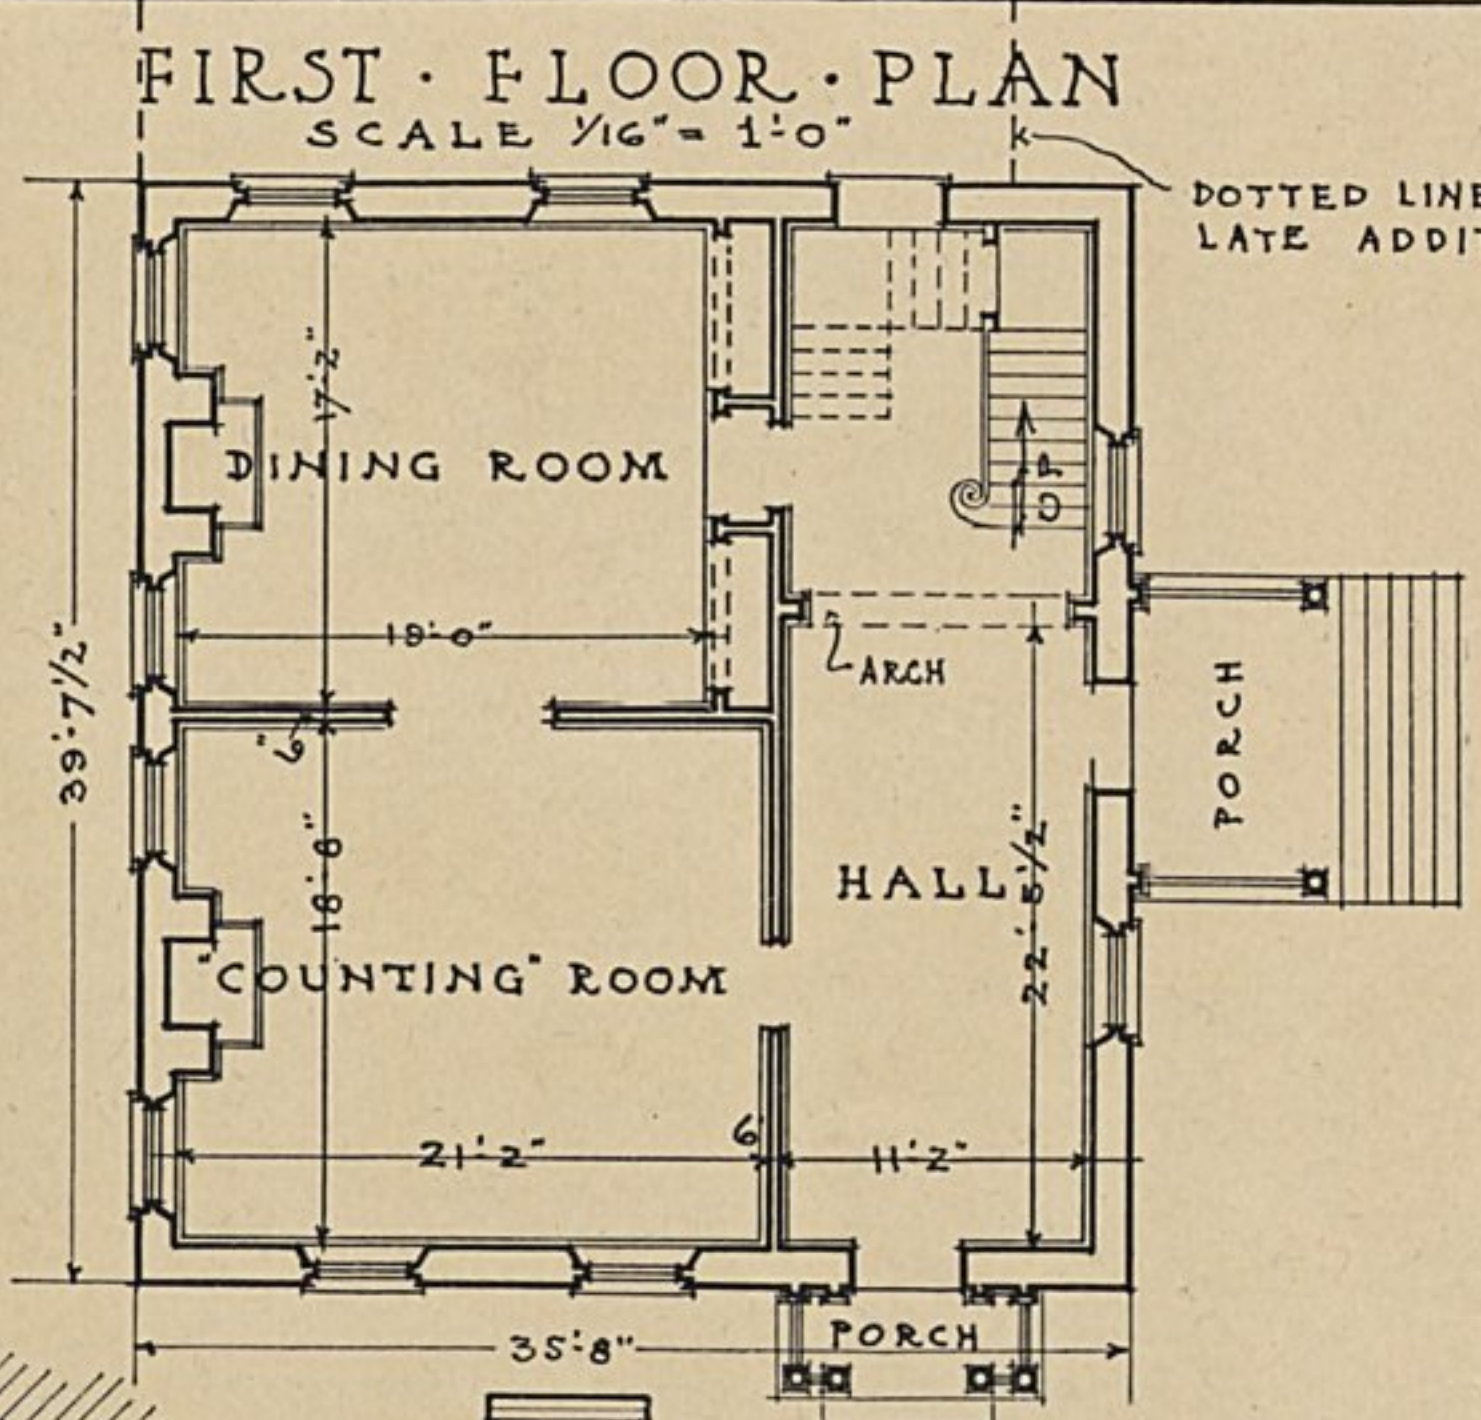 FIRST · FLOOR · PLAN
SCALE 1/16" = 1'-0"
DOTTED LINE
LATE ADDIT
17'-2"
DINING ROOM
UP
19'-0"
ARCH
PORCH
39'-7 1/2"
6"
18'-8"
HALL
22'-5 1/2"
"COUNTING" ROOM
6"
21'-2"
11'-2"
PORCH
35'-8"